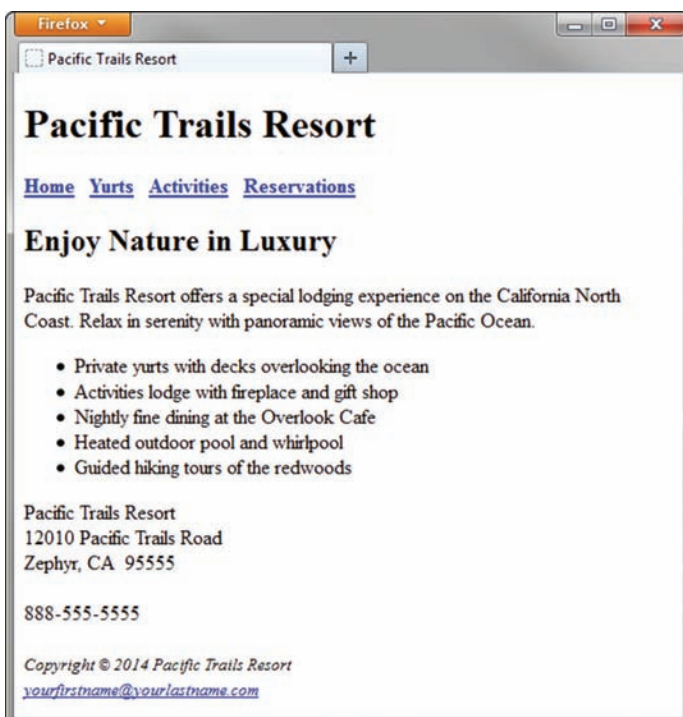 Firefox
Pacific Trails Resort
Pacific Trails Resort
Home Yurts Activities Reservations
Enjoy Nature in Luxury
Pacific Trails Resort offers a special lodging experience on the California North
Coast. Relax in serenity with panoramic views of the Pacific Ocean.
• Private yurts with decks overlooking the ocean
• Activities lodge with fireplace and gift shop
• Nightly fine dining at the Overlook Cafe
• Heated outdoor pool and whirlpool
• Guided hiking tours of the redwoods
Pacific Trails Resort
12010 Pacific Trails Road
Zephyr, CA 95555
888-555-5555
Copyright © 2014 Pacific Trails Resort
yourfirstname@yourlastname.com